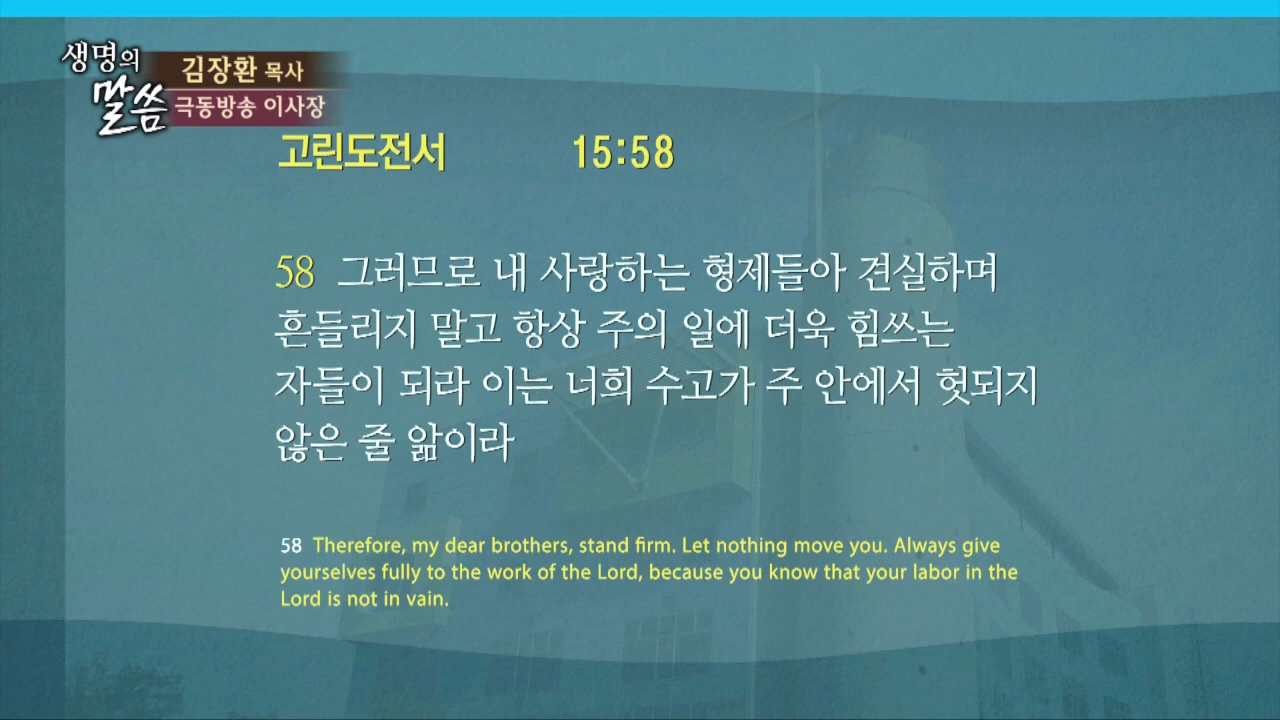 생명의
말씀
김장환 목사
극동방송 이사장
고린도전서 15:58
58 그러므로 내 사랑하는 형제들아 견실하며
흔들리지 말고 항상 주의 일에 더욱 힘쓰는
자들이 되라 이는 너희 수고가 주 안에서 헛되지
않은 줄 앎이라
58 Therefore, my dear brothers, stand firm. Let nothing move you. Always give
yourselves fully to the work of the Lord, because you know that your labor in the
Lord is not in vain.